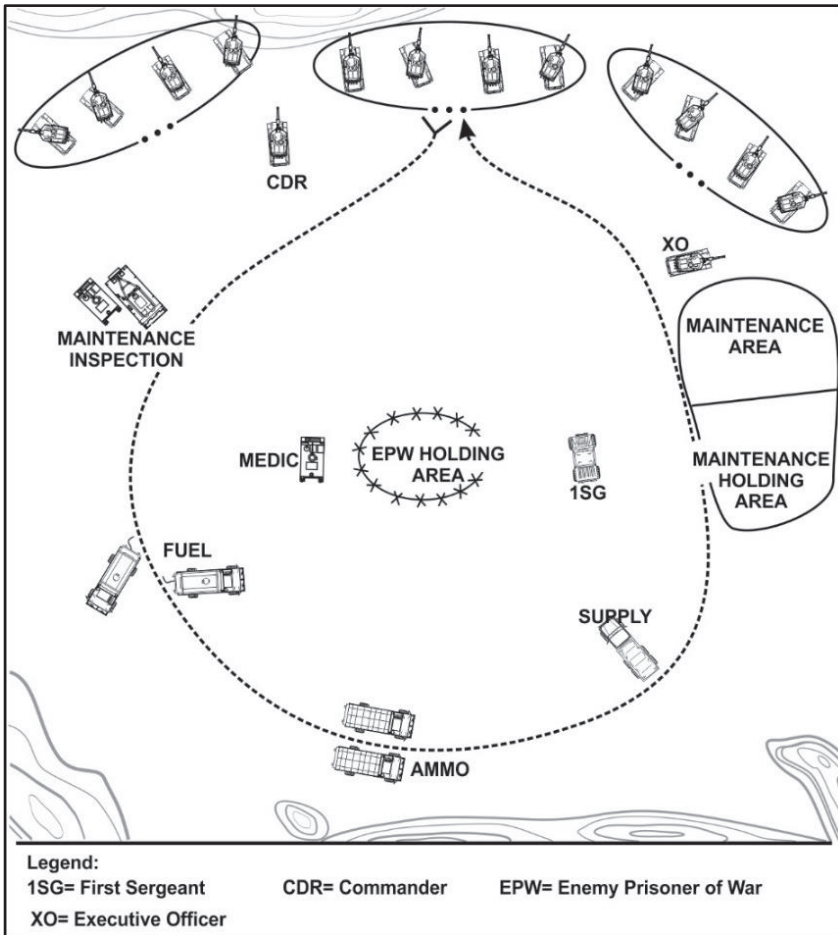 CDR
XO
MAINTENANCE
INSPECTION
MAINTENANCE
AREA
MEDIC
EPW HOLDING
AREA
1SG
MAINTENANCE
HOLDING
AREA
FUEL
SUPPLY
AMMO
Legend:
1SG= First Sergeant
CDR= Commander
EPW= Enemy Prisoner of War
XO= Executive Officer